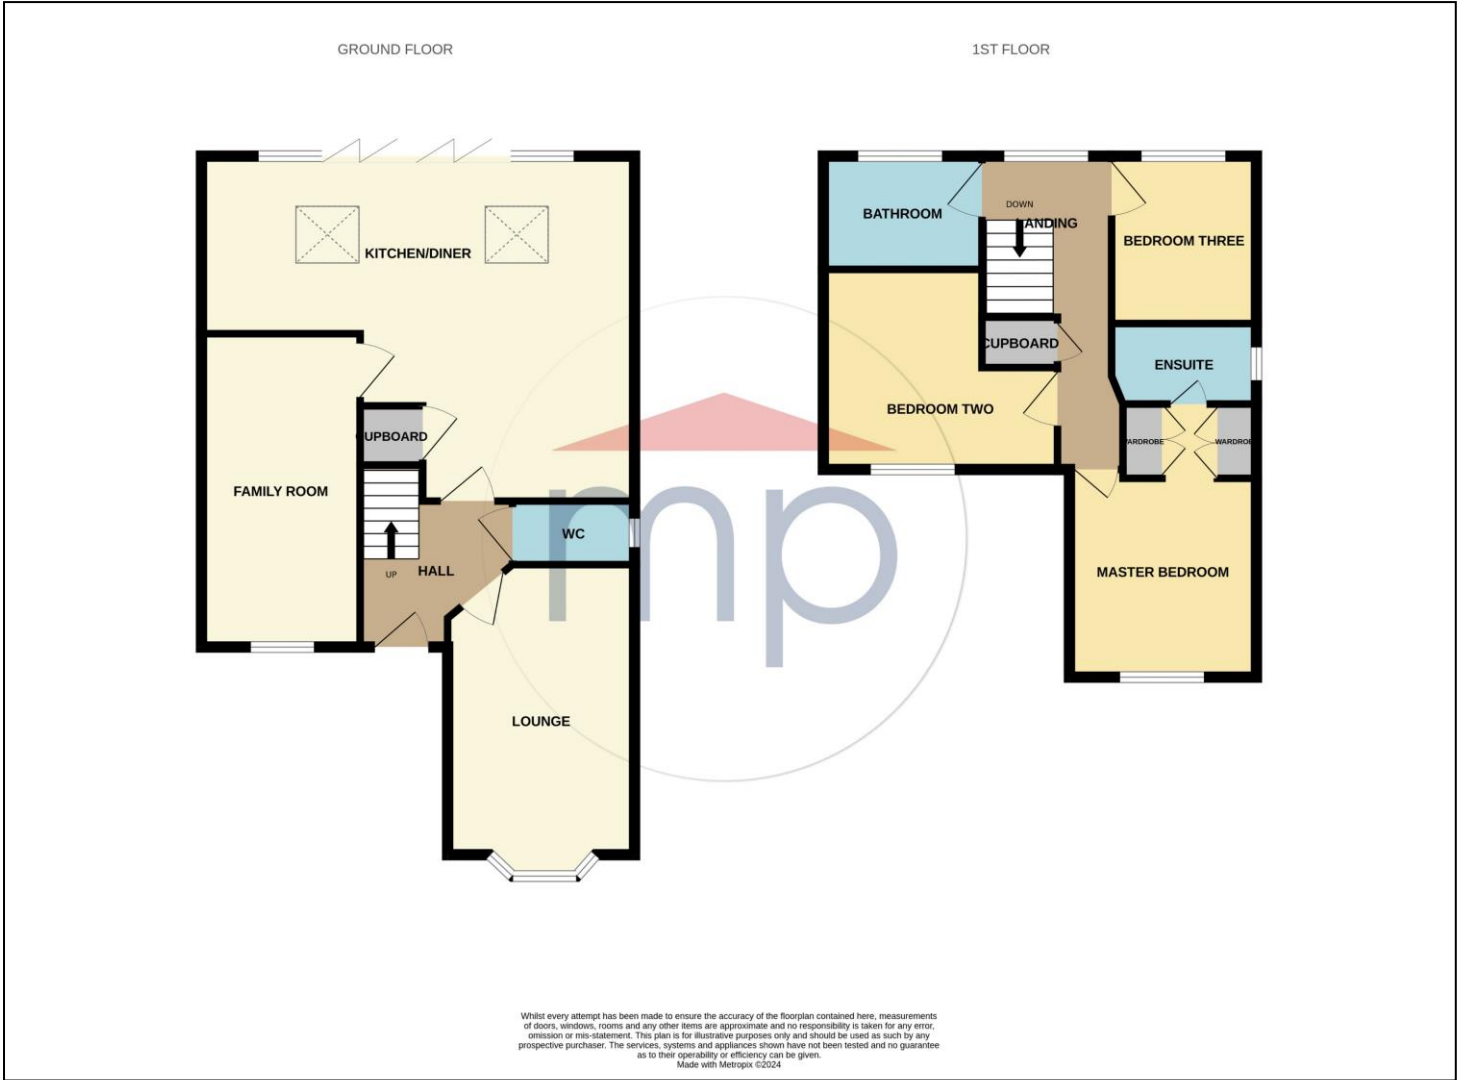 GROUND FLOOR
1ST FLOOR
KITCHEN/DINER
FAMILY ROOM
CUPBOARD
UP
HALL
WC
LOUNGE
BATHROOM
DOWN
LANDING
BEDROOM THREE
CUPBOARD
ENSUITE
BEDROOM TWO
WARDROBE
WARDROBE
MASTER BEDROOM
mp
Whilst every attempt has been made to ensure the accuracy of the floorplan contained here, measurements
of doors, windows, rooms and any other items are approximate and no responsibility is taken for any error,
omission or mis-statement. This plan is for illustrative purposes only and should be used as such by any
prospective purchaser. The services, systems and appliances shown have not been tested and no guarantee
as to their operability or efficiency can be given.
Made with Metropix ©2024